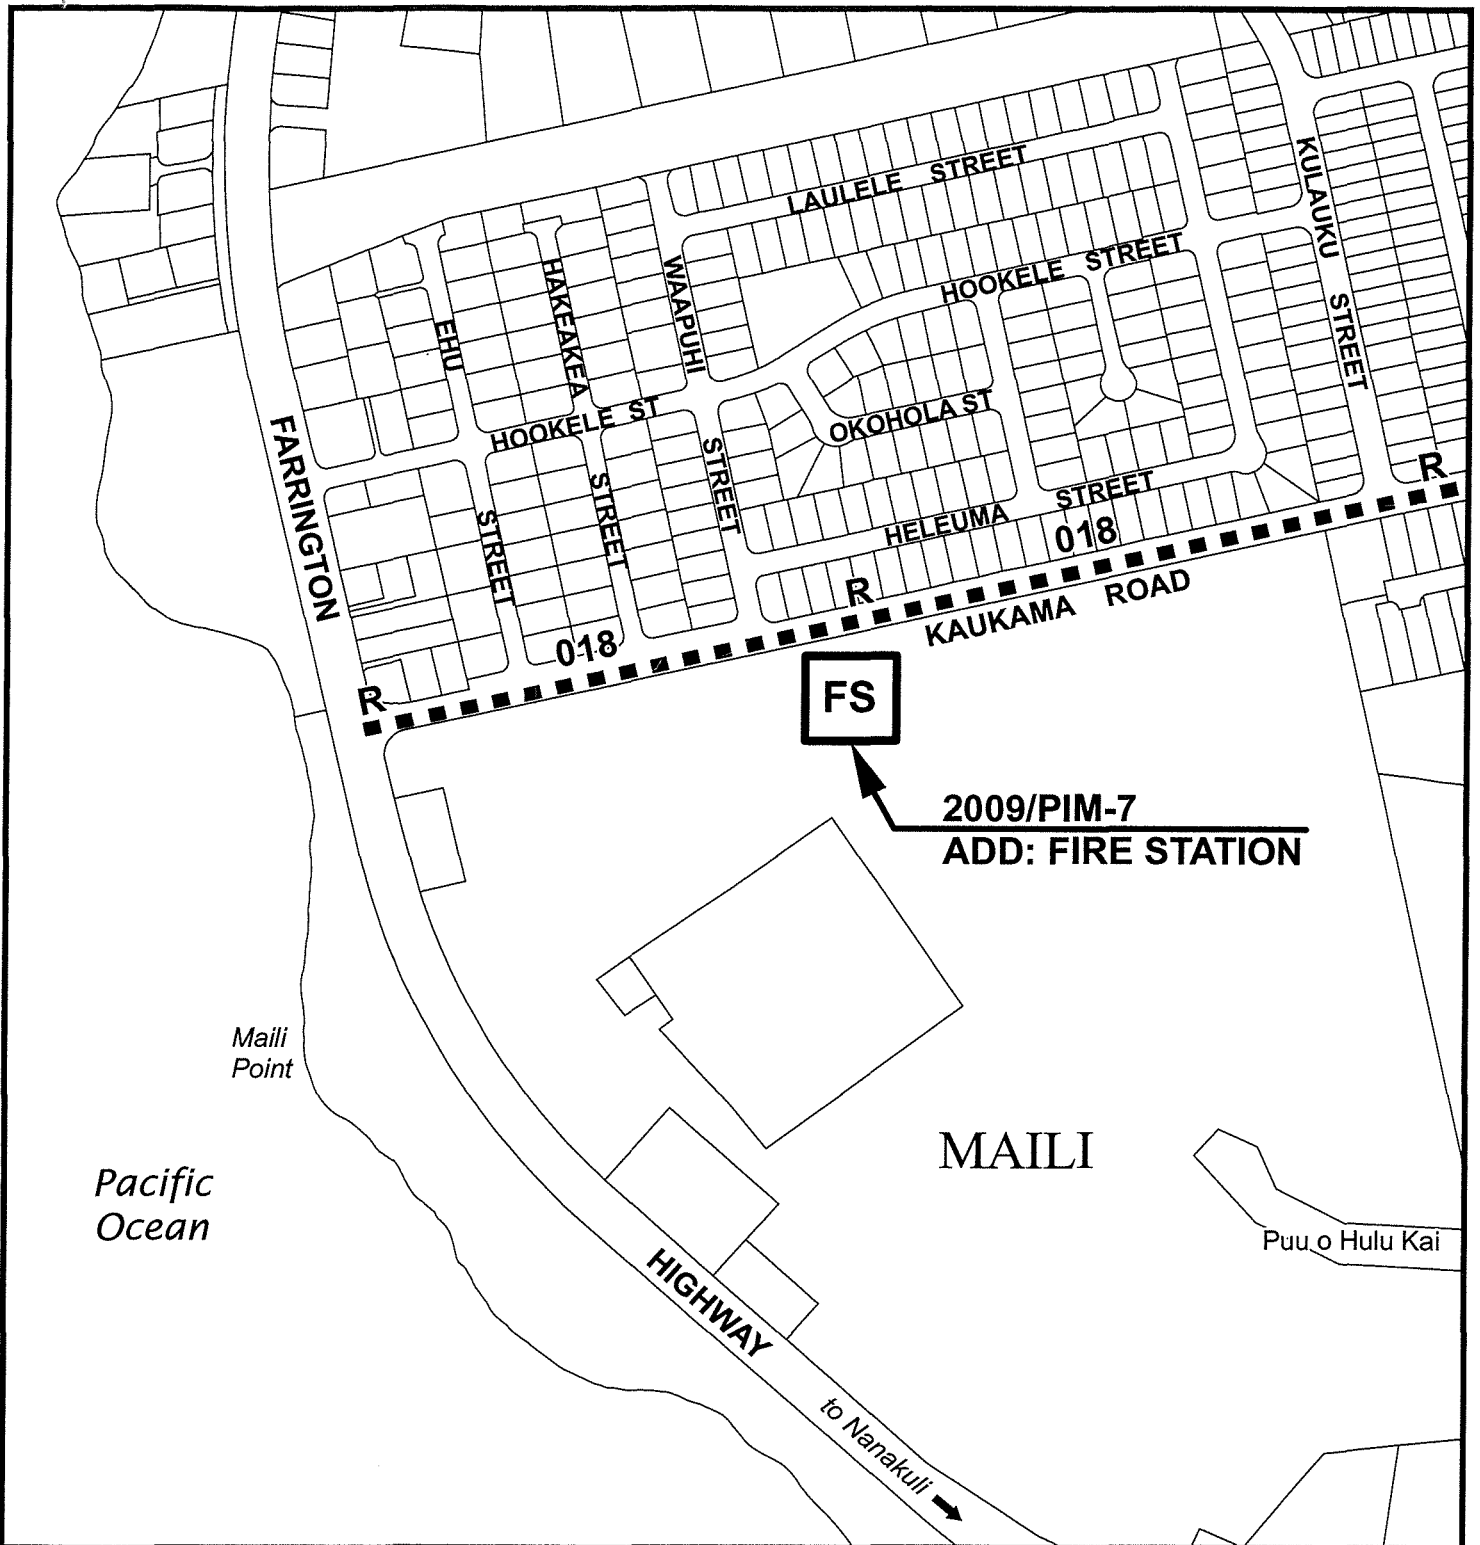 LAULELE STREET
KULAUKU STREET
HOOKELE STREET
WAAPUHI STREET
HAKEAKEA STREET
EHU STREET
HOOKELE ST
OKOHOLA ST
FARRINGTON HIGHWAY
HELEUMA STREET
R
018
R
KAUKAMA ROAD
018
R
FS
2009/PIM-7
ADD: FIRE STATION
Maili
Point
MAILI
Pacific
Ocean
Puu o Hulu Kai
to Nanakuli